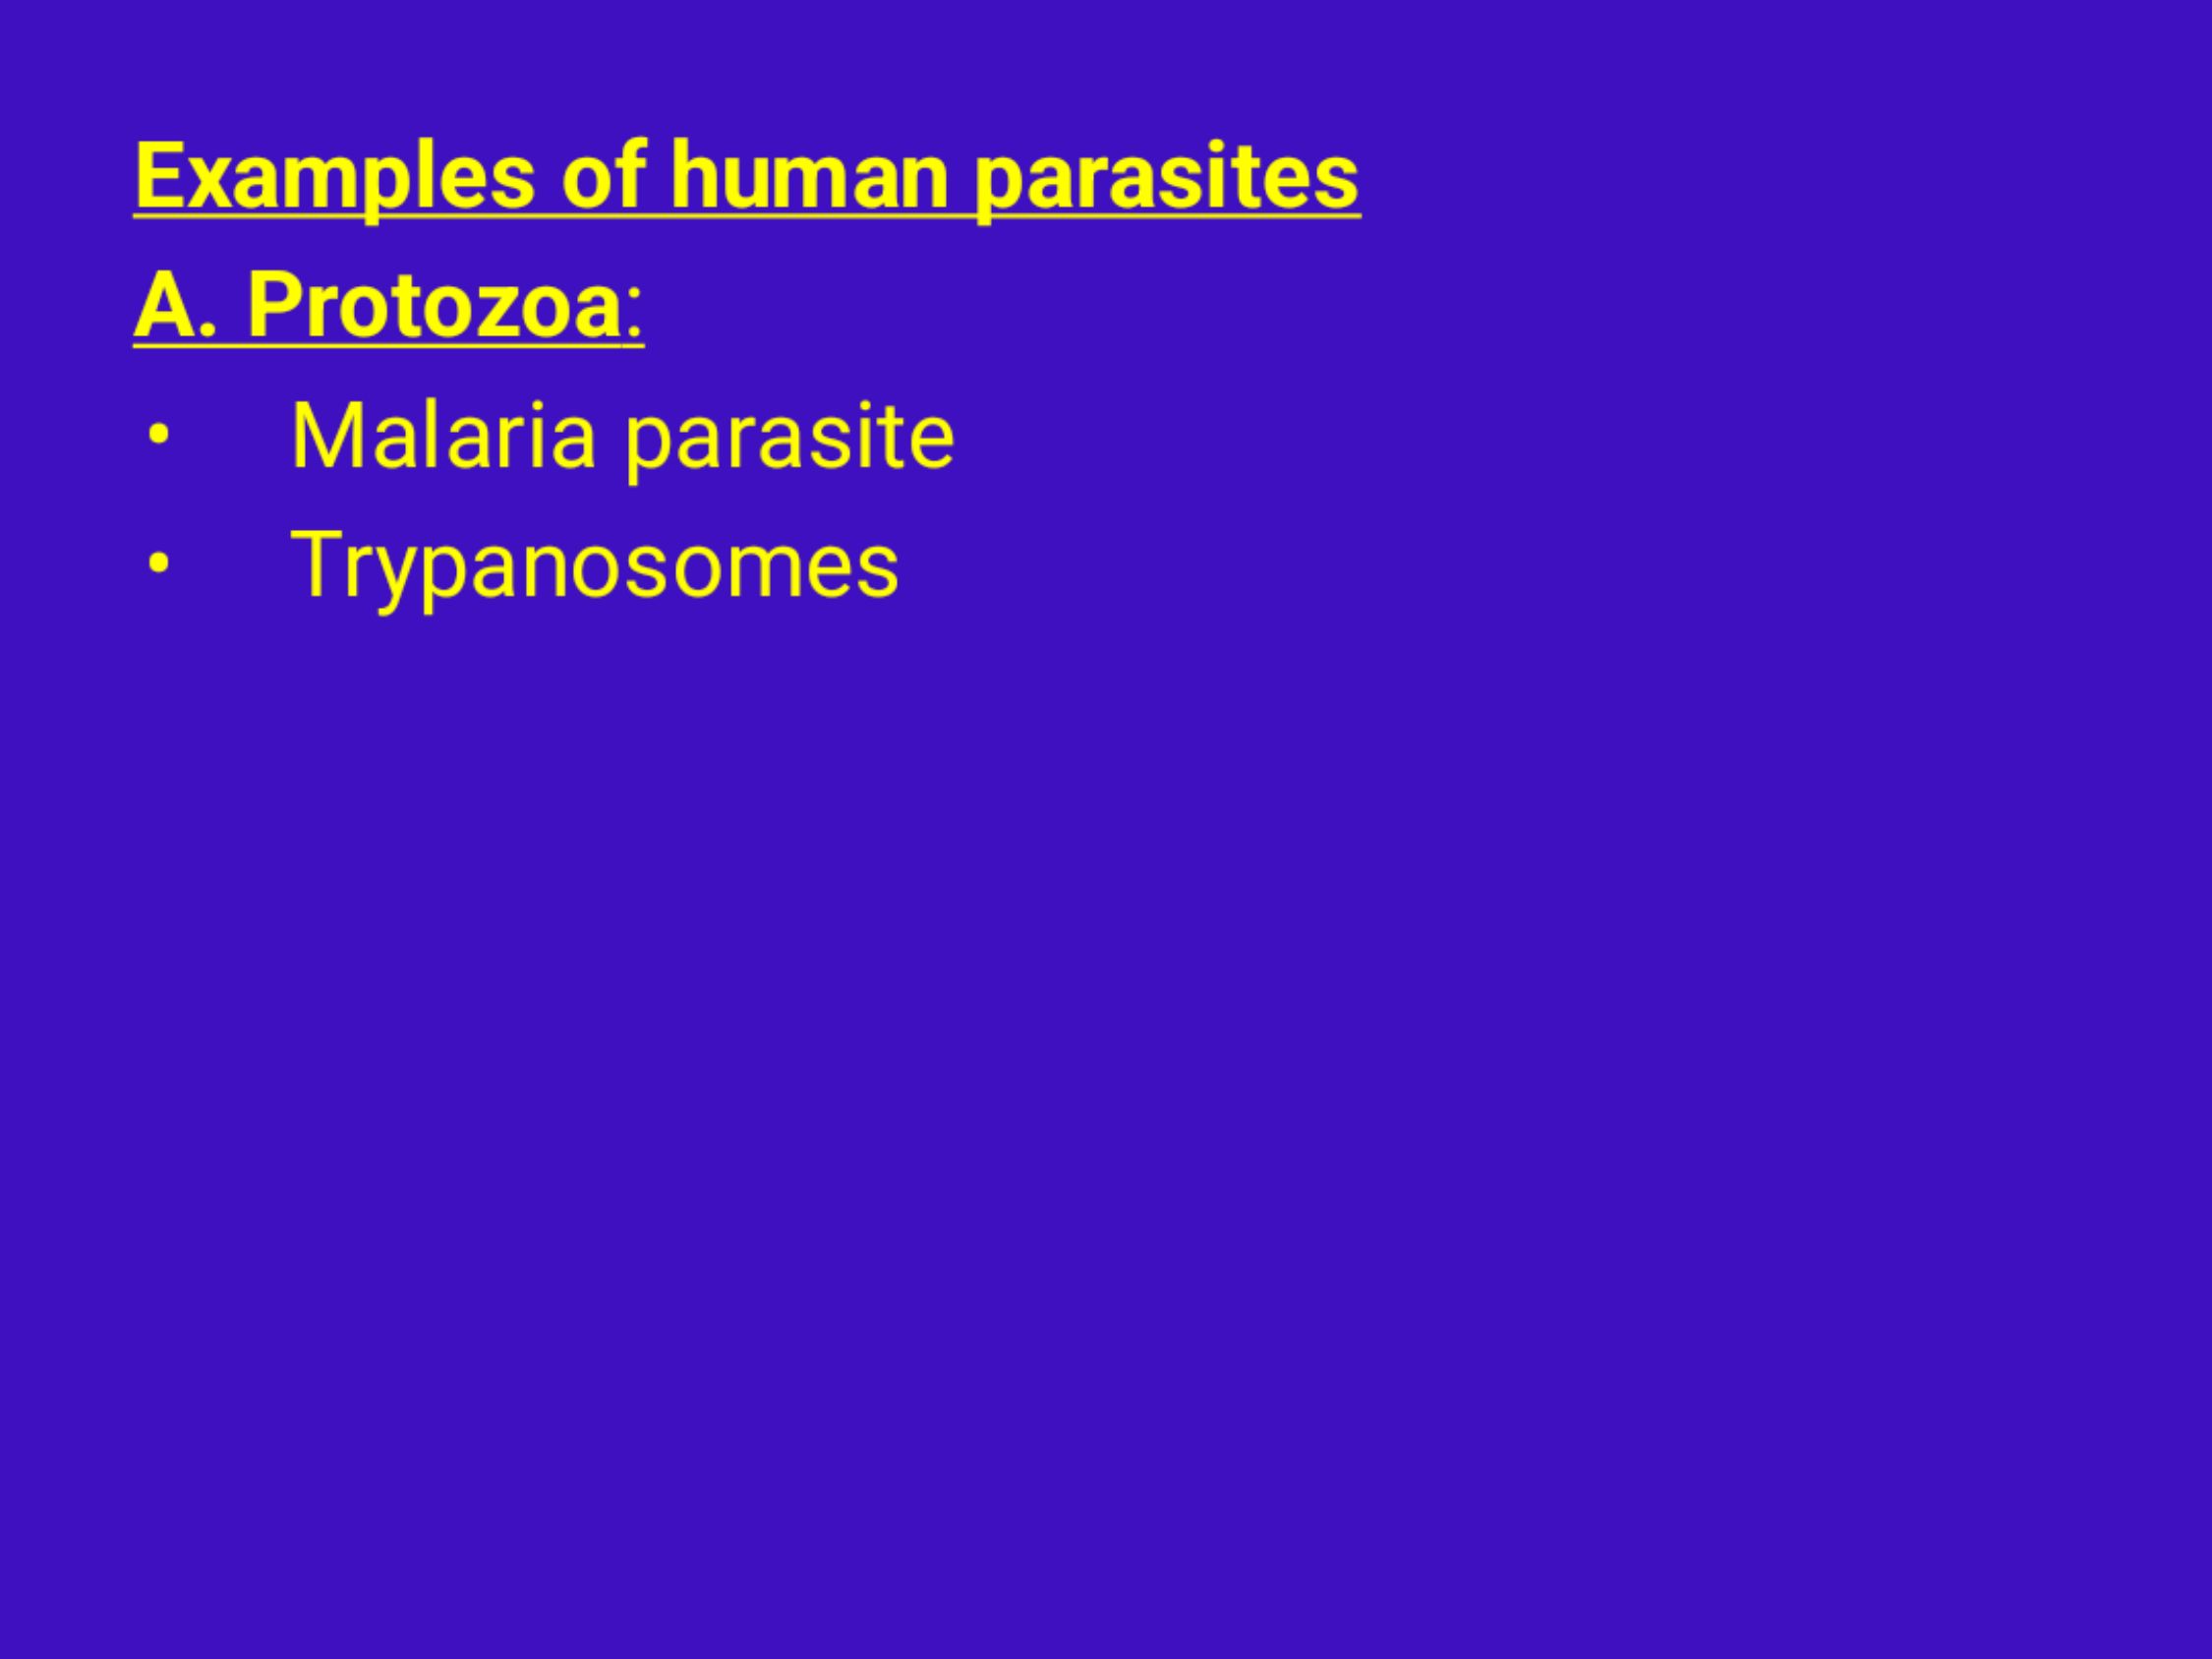 Examples of human parasites
A. Protozoa:
• Malaria parasite
• Trypanosomes